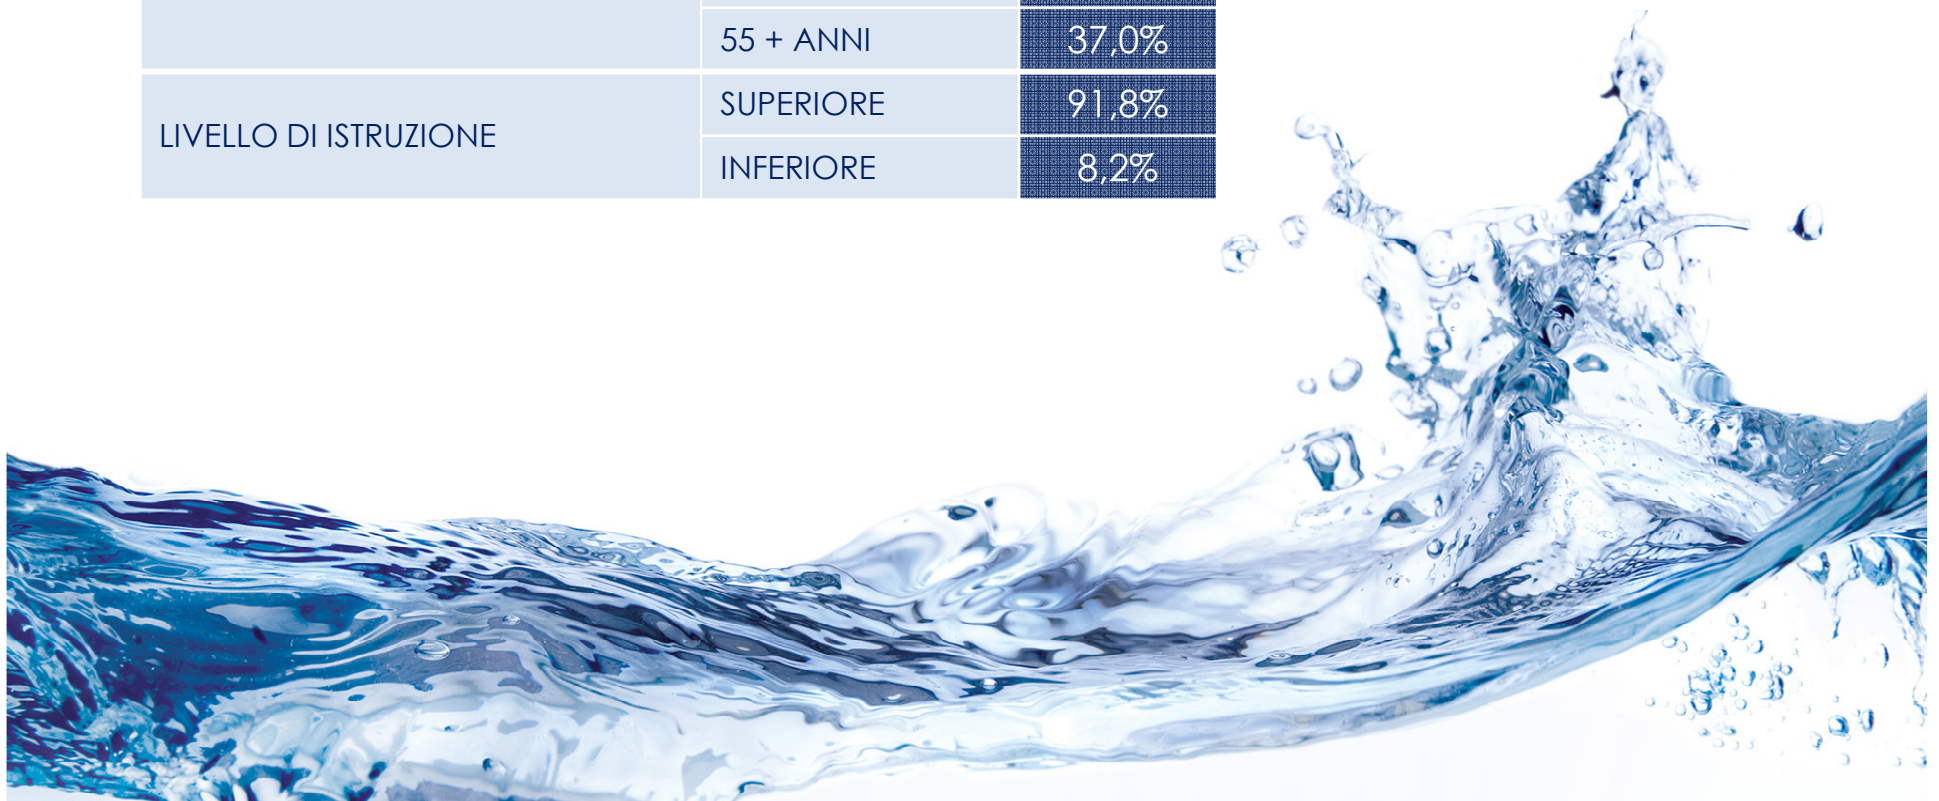 55 + ANNI 37,0%
LIVELLO DI ISTRUZIONE
SUPERIORE 91,8%
INFERIORE 8,2%